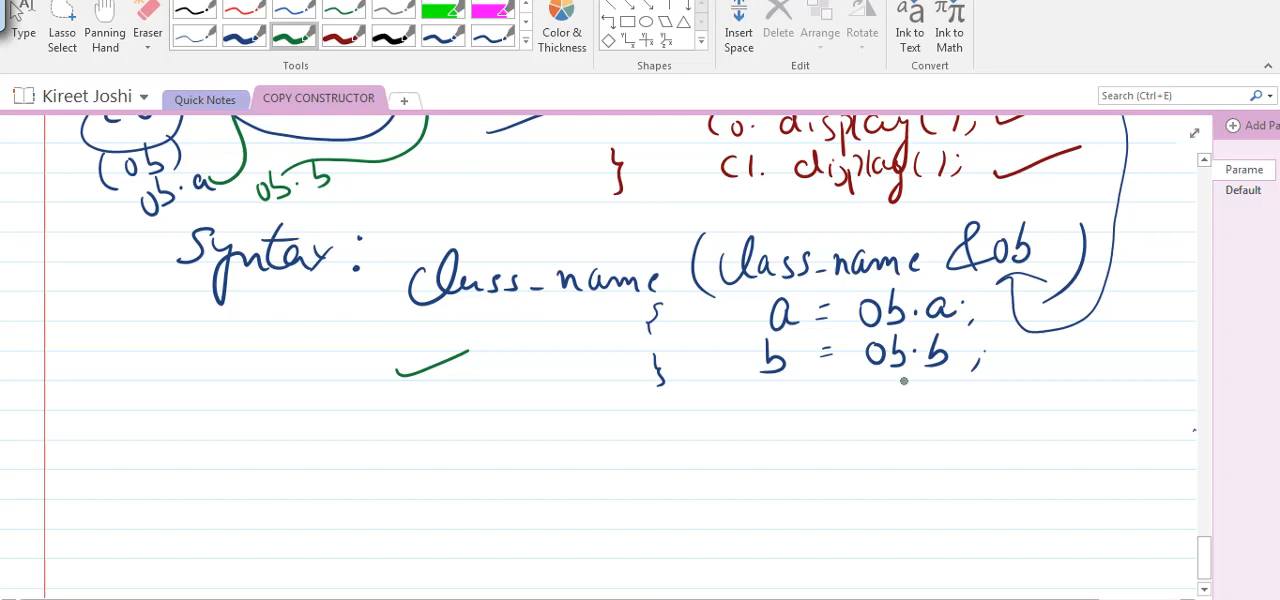 Type
Lasso Select
Panning Hand
Eraser
Color & Thickness
Insert Space
Delete
Arrange
Rotate
Ink to Text
Ink to Math
Tools
Shapes
Edit
Convert
Kireet Joshi
Quick Notes
COPY CONSTRUCTOR
+
Search (Ctrl+E)
Add Pa
Parame
Default
Co. display();
(ob)
ob.a
ob.b
} C1. display();
Syntax: class_name (class_name &ob)
{ a = ob.a;
} b = ob.b;